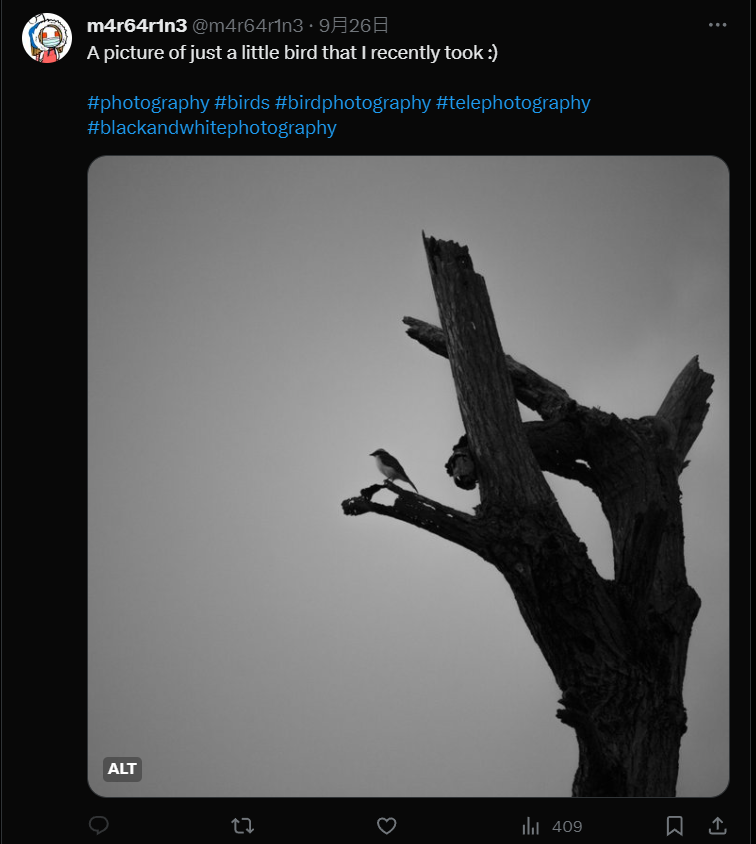 m4r64r1n3 @m4r64r1n3 · 9月26日
A picture of just a little bird that I recently took :)
#photography #birds #birdphotography #telephotography
#blackandwhitephotography
ALT
409